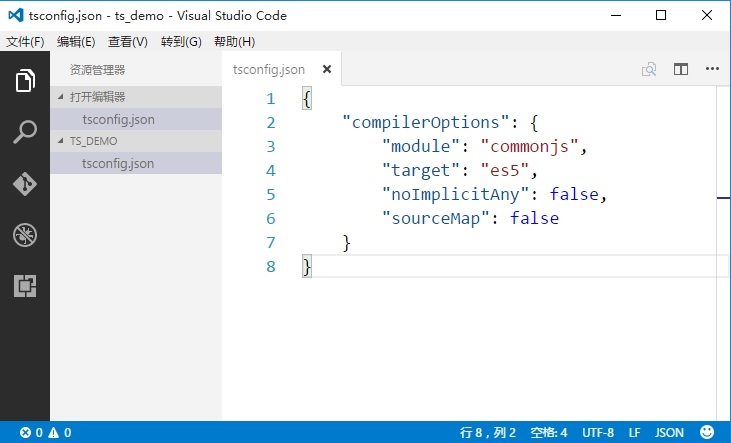 tsconfig.json - ts_demo - Visual Studio Code
文件(F) 编辑(E) 查看(V) 转到(G) 帮助(H)
资源管理器
打开编辑器
tsconfig.json
TS_DEMO
tsconfig.json
tsconfig.json
1 {
2 "compilerOptions": {
3 "module": "commonjs",
4 "target": "es5",
5 "noImplicitAny": false,
6 "sourceMap": false
7 }
8 }
0 0 行 8，列 2 空格: 4 UTF-8 LF JSON